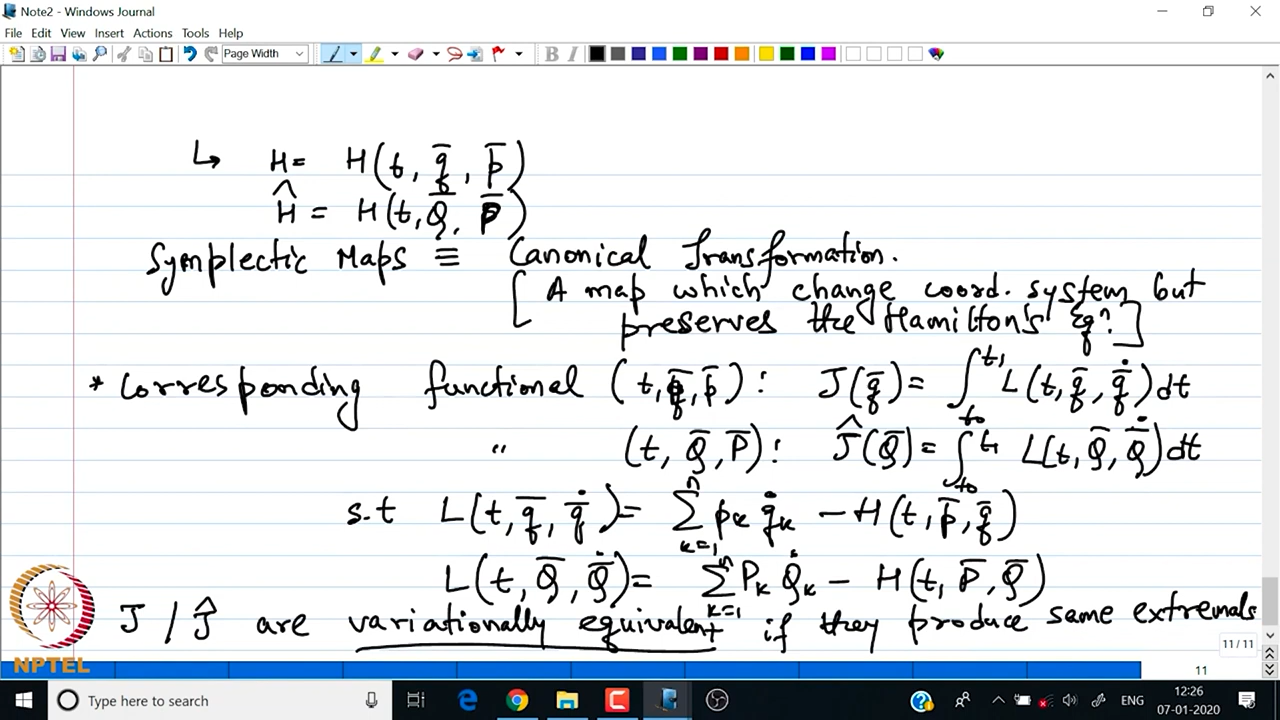 Note2 - Windows Journal
File Edit View Insert Actions Tools Help
Page Width
B I
↳ H = H(t, q̄, p̄)
Ĥ = H(t, Q̄, P̄)
Symplectic Maps ≡ Canonical Transformation.
[A map which change coord. system but
preserves the Hamilton's Eqⁿ.]
* Corresponding functional (t, q̄, p̄) : J(q̄) = ∫_{t₀}^{t₁} L(t, q̄, q̄̇) dt
" (t, Q̄, P̄) : Ĵ(Q̄) = ∫_{t₀}^{t₁} L(t, Q̄, Q̄̇) dt
s.t L(t, q̄, q̄̇) = ∑_{k=1}^{n} p_k q̇_k - H(t, p̄, q̄)
L(t, Q̄, Q̄̇) = ∑_{k=1}^{n} P_k Q̇_k - H(t, P̄, Q̄)
J / Ĵ are variationally equivalent if they produce same extremals
NPTEL
11 / 11
11
Type here to search
ENG
12:26
07-01-2020